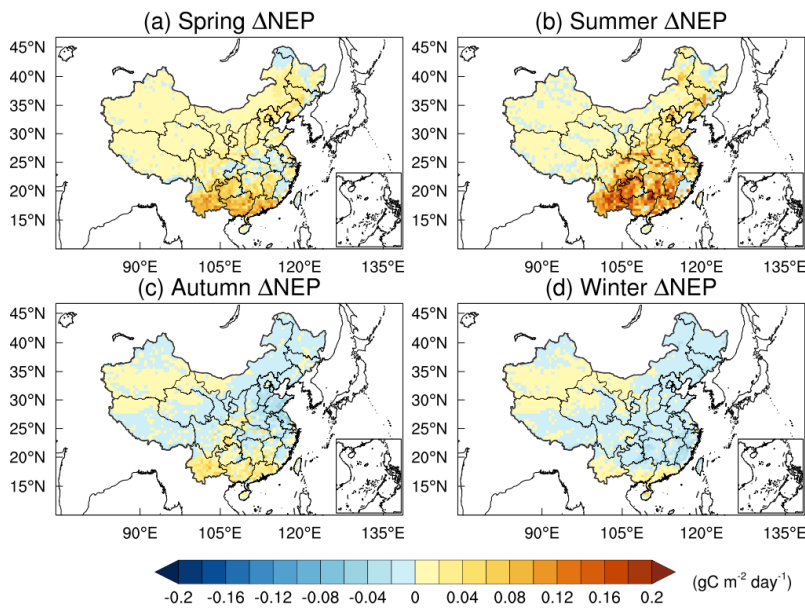 (a) Spring ΔNEP
(b) Summer ΔNEP
45°N
40°N
35°N
30°N
25°N
20°N
15°N
90°E 105°E 120°E 135°E
45°N
40°N
35°N
30°N
25°N
20°N
15°N
90°E 105°E 120°E 135°E
(c) Autumn ΔNEP
(d) Winter ΔNEP
45°N
40°N
35°N
30°N
25°N
20°N
15°N
90°E 105°E 120°E 135°E
45°N
40°N
35°N
30°N
25°N
20°N
15°N
90°E 105°E 120°E 135°E
-0.2 -0.16 -0.12 -0.08 -0.04 0 0.04 0.08 0.12 0.16 0.2 (gC m⁻² day⁻¹)